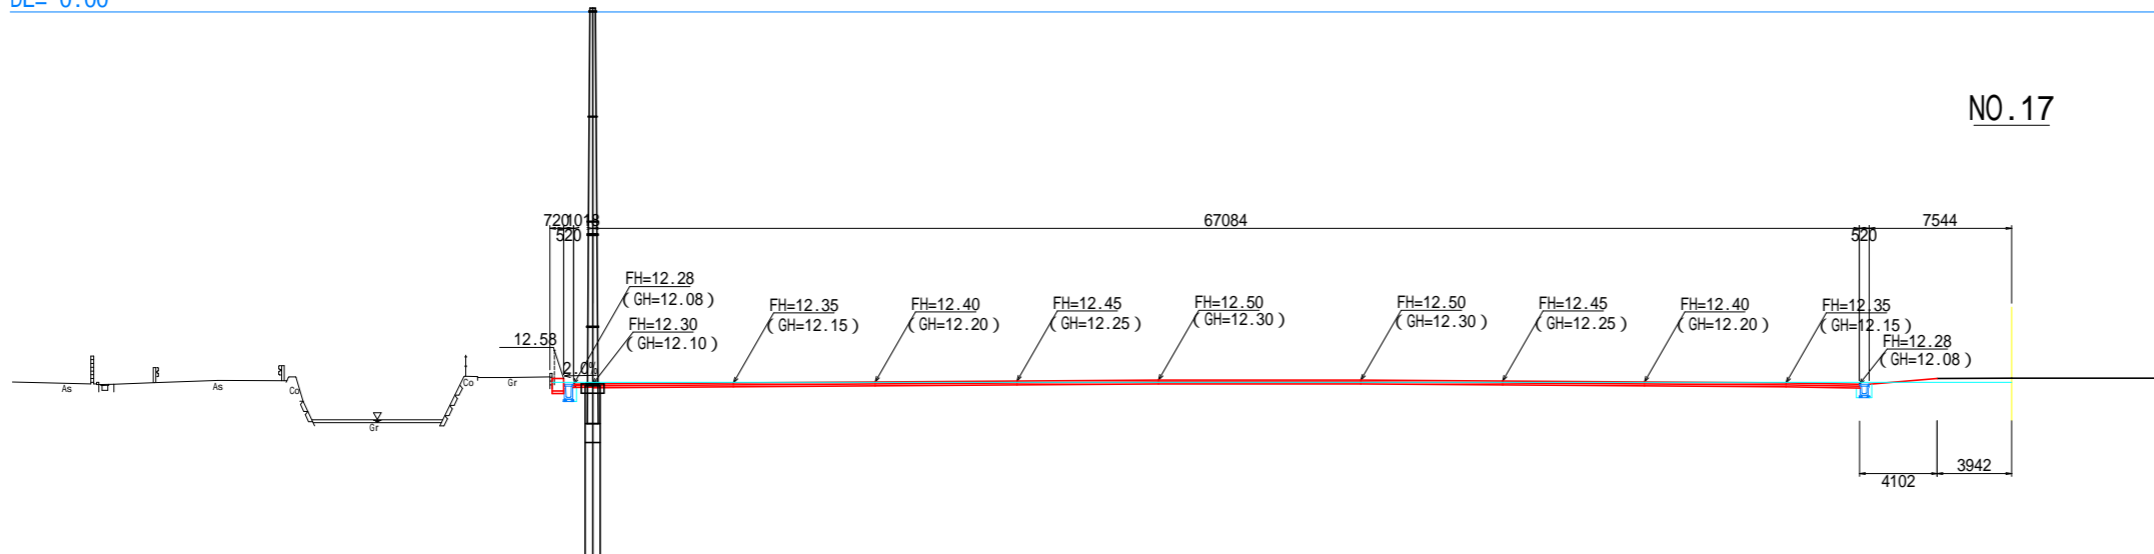 DL= 0.00
NO.17
720
1018
67084
7544
520
520
FH=12.28
(GH=12.08)
FH=12.30
(GH=12.10)
FH=12.35
(GH=12.15)
FH=12.40
(GH=12.20)
FH=12.45
(GH=12.25)
FH=12.50
(GH=12.30)
FH=12.50
(GH=12.30)
FH=12.45
(GH=12.25)
FH=12.40
(GH=12.20)
FH=12.35
(GH=12.15)
FH=12.28
(GH=12.08)
12.58
2.0%
As
As
Co
Gr
Co
Gr
3942
4102